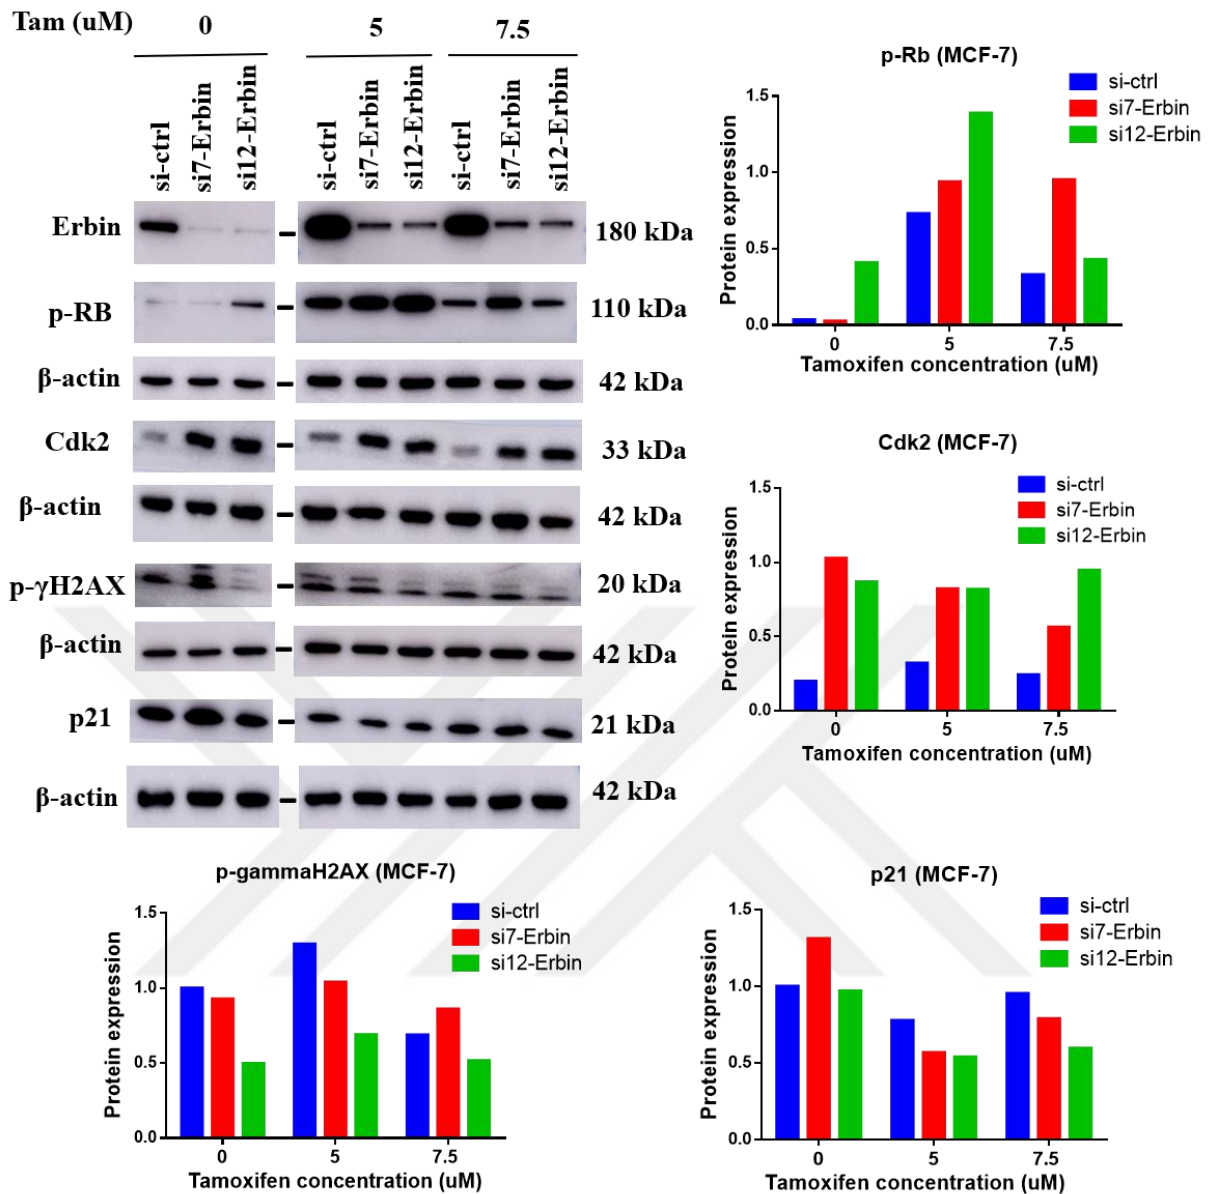 Tam (uM) 0 5 7.5
si-ctrl si7-Erbin si12-Erbin si-ctrl si7-Erbin si12-Erbin si-ctrl si7-Erbin si12-Erbin
Erbin 180 kDa
p-RB 110 kDa
β-actin 42 kDa
Cdk2 33 kDa
β-actin 42 kDa
p-γH2AX 20 kDa
β-actin 42 kDa
p21 21 kDa
β-actin 42 kDa
p-Rb (MCF-7)
si-ctrl
si7-Erbin
si12-Erbin
Protein expression
1.5
1.0
0.5
0.0
0 5 7.5
Tamoxifen concentration (uM)
Cdk2 (MCF-7)
si-ctrl
si7-Erbin
si12-Erbin
Protein expression
1.5
1.0
0.5
0.0
0 5 7.5
Tamoxifen concentration (uM)
p-gammaH2AX (MCF-7)
si-ctrl
si7-Erbin
si12-Erbin
Protein expression
1.5
1.0
0.5
0.0
0 5 7.5
Tamoxifen concentration (uM)
p21 (MCF-7)
si-ctrl
si7-Erbin
si12-Erbin
Protein expression
1.5
1.0
0.5
0.0
0 5 7.5
Tamoxifen concentration (uM)